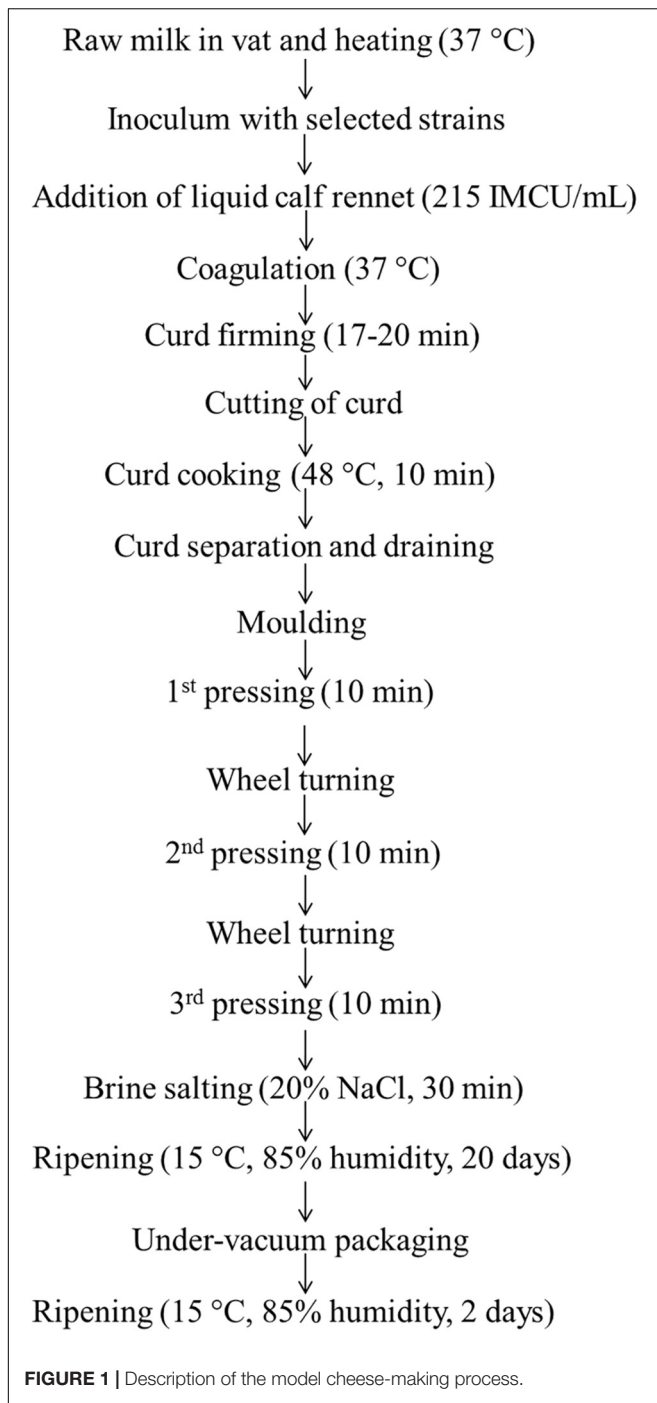 Raw milk in vat and heating (37 °C)
Inoculum with selected strains
Addition of liquid calf rennet (215 IMCU/mL)
Coagulation (37 °C)
Curd firming (17-20 min)
Cutting of curd
Curd cooking (48 °C, 10 min)
Curd separation and draining
Moulding
1st pressing (10 min)
Wheel turning
2nd pressing (10 min)
Wheel turning
3rd pressing (10 min)
Brine salting (20% NaCl, 30 min)
Ripening (15 °C, 85% humidity, 20 days)
Under-vacuum packaging
Ripening (15 °C, 85% humidity, 2 days)
FIGURE 1 | Description of the model cheese-making process.